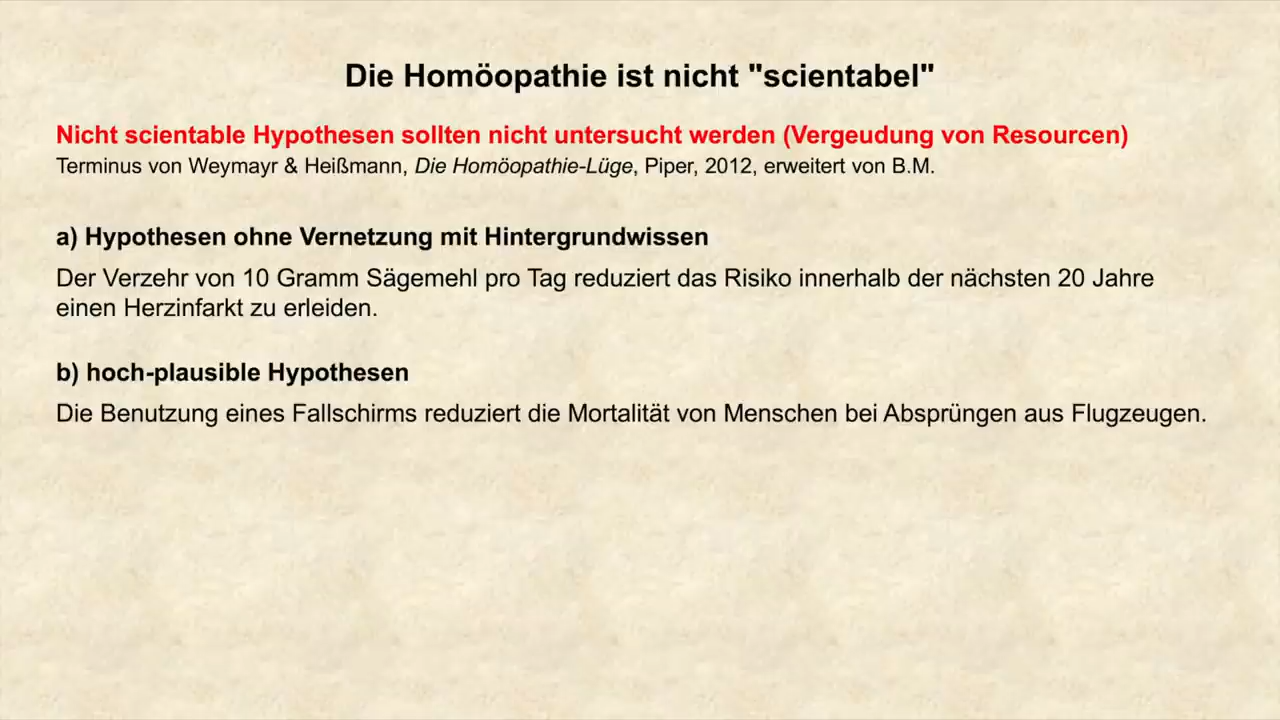 Die Homöopathie ist nicht "scientabel"
Nicht scientable Hypothesen sollten nicht untersucht werden (Vergeudung von Resourcen)
Terminus von Weymayr & Heißmann, Die Homöopathie-Lüge, Piper, 2012, erweitert von B.M.
a) Hypothesen ohne Vernetzung mit Hintergrundwissen
Der Verzehr von 10 Gramm Sägemehl pro Tag reduziert das Risiko innerhalb der nächsten 20 Jahre
einen Herzinfarkt zu erleiden.
b) hoch-plausible Hypothesen
Die Benutzung eines Fallschirms reduziert die Mortalität von Menschen bei Absprüngen aus Flugzeugen.